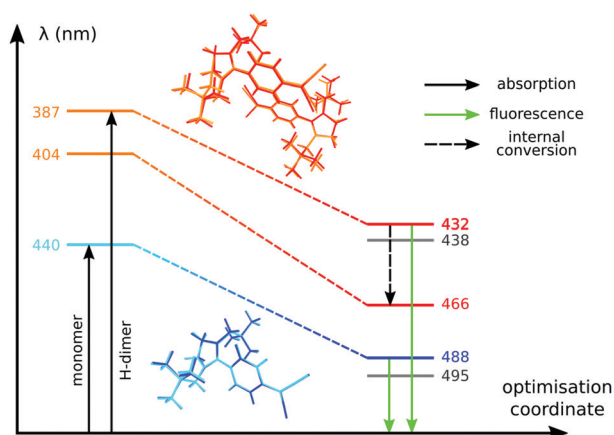 λ (nm)
absorption
fluorescence
internal
conversion
387
404
440
432
438
466
488
495
monomer
H-dimer
optimisation
coordinate